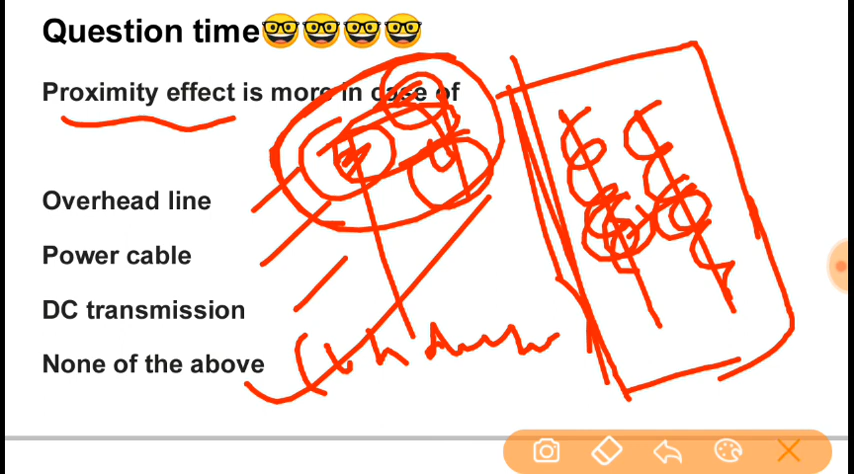 Question time🤓🤓🤓🤓
Proximity effect is more in case of
Overhead line
Power cable
DC transmission
None of the above